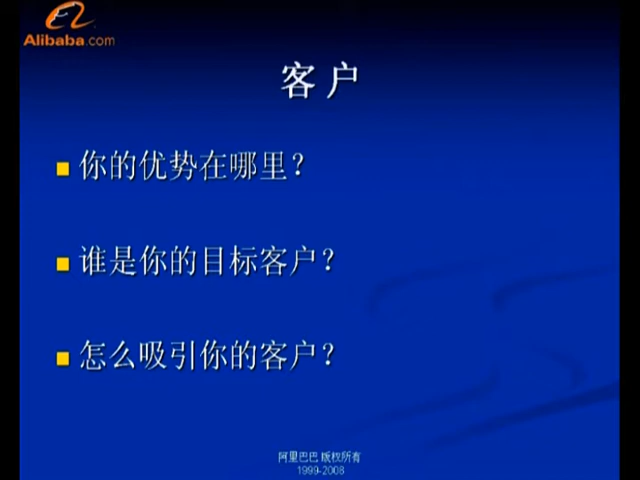 Alibaba.com
客户
你的优势在哪里?
谁是你的目标客户?
怎么吸引你的客户?
阿里巴巴 版权所有
1999-2008